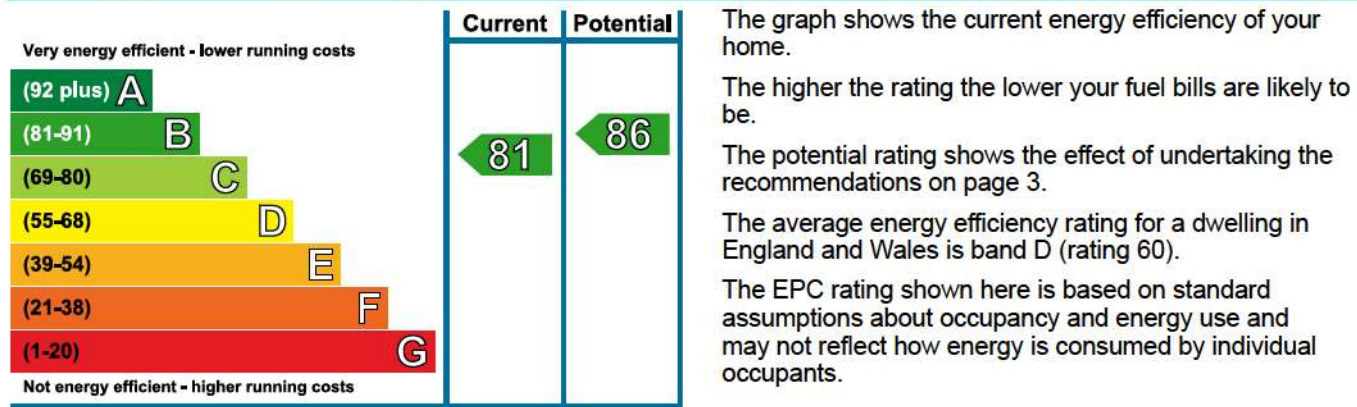 Current Potential
Very energy efficient - lower running costs
(92 plus) A
(81-91) B
(69-80) C
(55-68) D
(39-54) E
(21-38) F
(1-20) G
Not energy efficient - higher running costs
81
86
The graph shows the current energy efficiency of your
home.
The higher the rating the lower your fuel bills are likely to
be.
The potential rating shows the effect of undertaking the
recommendations on page 3.
The average energy efficiency rating for a dwelling in
England and Wales is band D (rating 60).
The EPC rating shown here is based on standard
assumptions about occupancy and energy use and
may not reflect how energy is consumed by individual
occupants.